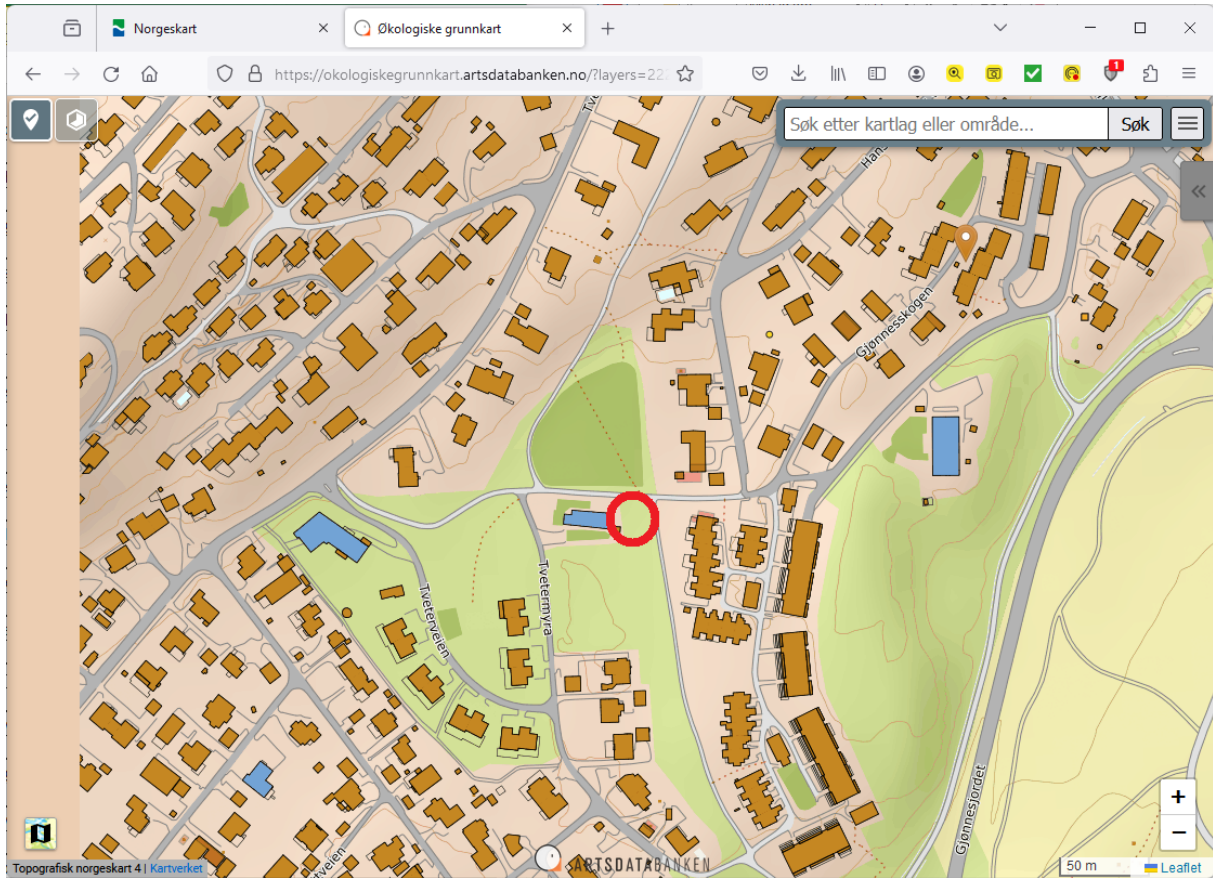 Norgeskart
Økologiske grunnkart
https://okologiskegrunnkart.artsdatabanken.no/?layers=22
1
Søk etter kartlag eller område...
Søk
Gjønnesskogen
Tveterveien
Tvetermyra
Gjønnesjordet
ARTSDATABANKEN
+
−
50 m
Topografisk norgeskart 4 | Kartverket
Leaflet